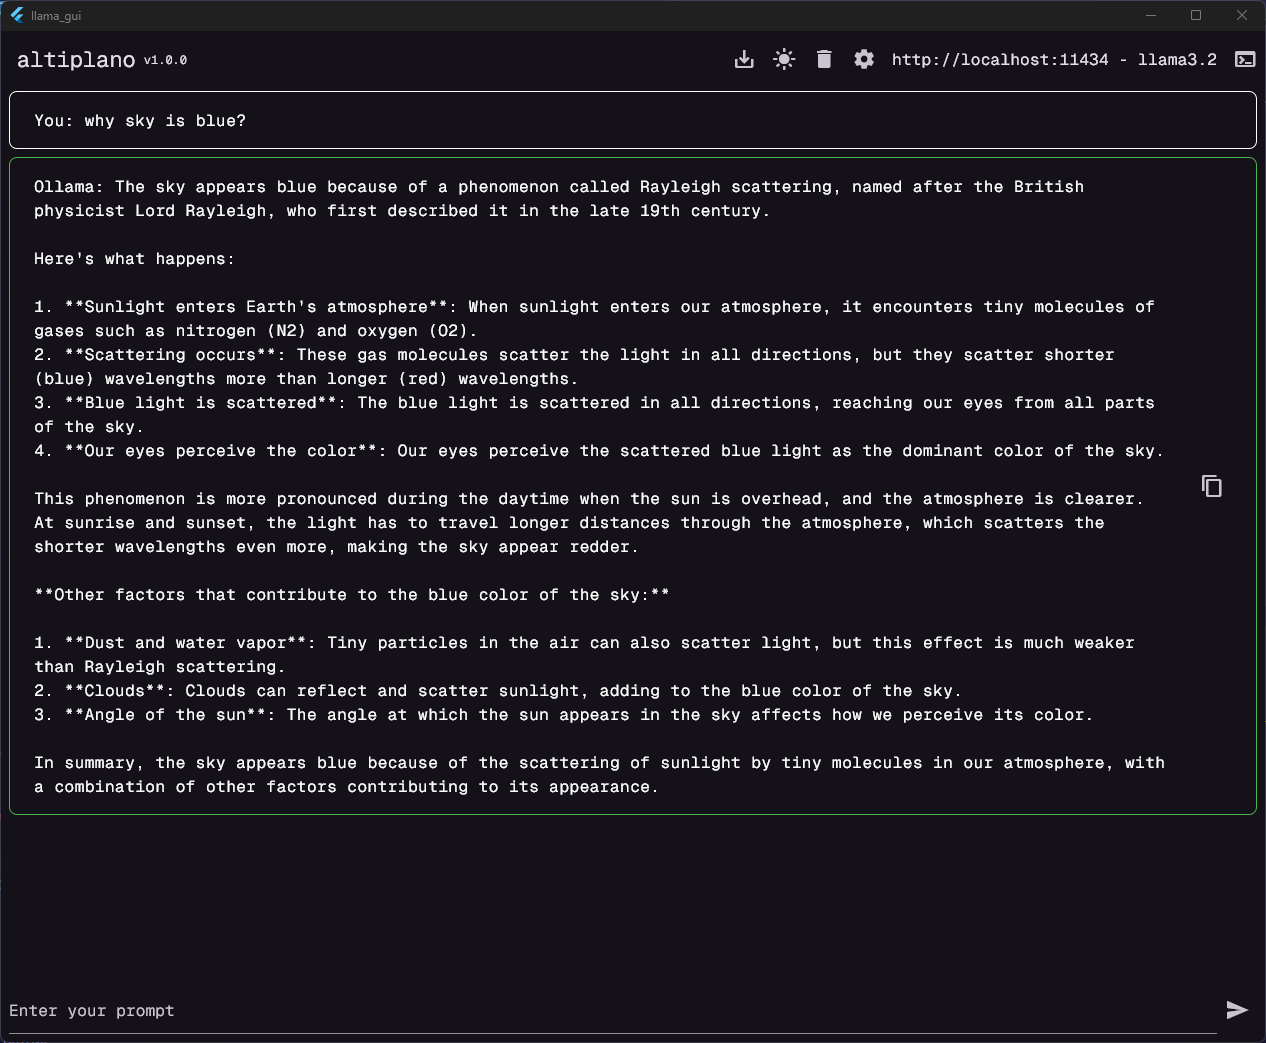 llama_gui
altiplano v1.0.0
http://localhost:11434 - llama3.2
You: why sky is blue?
Ollama: The sky appears blue because of a phenomenon called Rayleigh scattering, named after the British
physicist Lord Rayleigh, who first described it in the late 19th century.
Here's what happens:
1. **Sunlight enters Earth's atmosphere**: When sunlight enters our atmosphere, it encounters tiny molecules of
gases such as nitrogen (N2) and oxygen (O2).
2. **Scattering occurs**: These gas molecules scatter the light in all directions, but they scatter shorter
(blue) wavelengths more than longer (red) wavelengths.
3. **Blue light is scattered**: The blue light is scattered in all directions, reaching our eyes from all parts
of the sky.
4. **Our eyes perceive the color**: Our eyes perceive the scattered blue light as the dominant color of the sky.
This phenomenon is more pronounced during the daytime when the sun is overhead, and the atmosphere is clearer.
At sunrise and sunset, the light has to travel longer distances through the atmosphere, which scatters the
shorter wavelengths even more, making the sky appear redder.
**Other factors that contribute to the blue color of the sky:**
1. **Dust and water vapor**: Tiny particles in the air can also scatter light, but this effect is much weaker
than Rayleigh scattering.
2. **Clouds**: Clouds can reflect and scatter sunlight, adding to the blue color of the sky.
3. **Angle of the sun**: The angle at which the sun appears in the sky affects how we perceive its color.
In summary, the sky appears blue because of the scattering of sunlight by tiny molecules in our atmosphere, with
a combination of other factors contributing to its appearance.
Enter your prompt